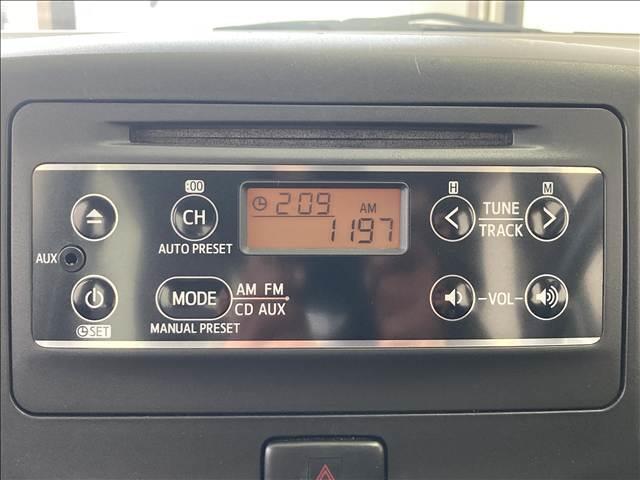 :00
CH
AUTO PRESET
AUX
SET
MODE
MANUAL PRESET
AM FM
CD AUX
2:09
AM
1197
H
M
TUNE
TRACK
VOL